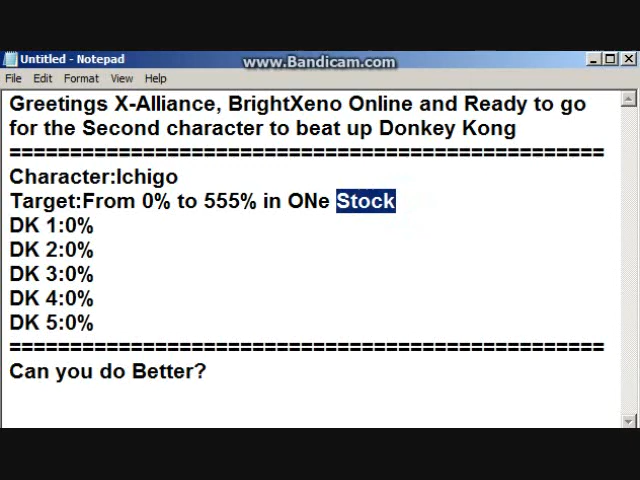 Untitled - Notepad
www.Bandicam.com
File Edit Format View Help
Greetings X-Alliance, BrightXeno Online and Ready to go
for the Second character to beat up Donkey Kong
=================================================
Character:Ichigo
Target:From 0% to 555% in ONe Stock
DK 1:0%
DK 2:0%
DK 3:0%
DK 4:0%
DK 5:0%
=================================================
Can you do Better?